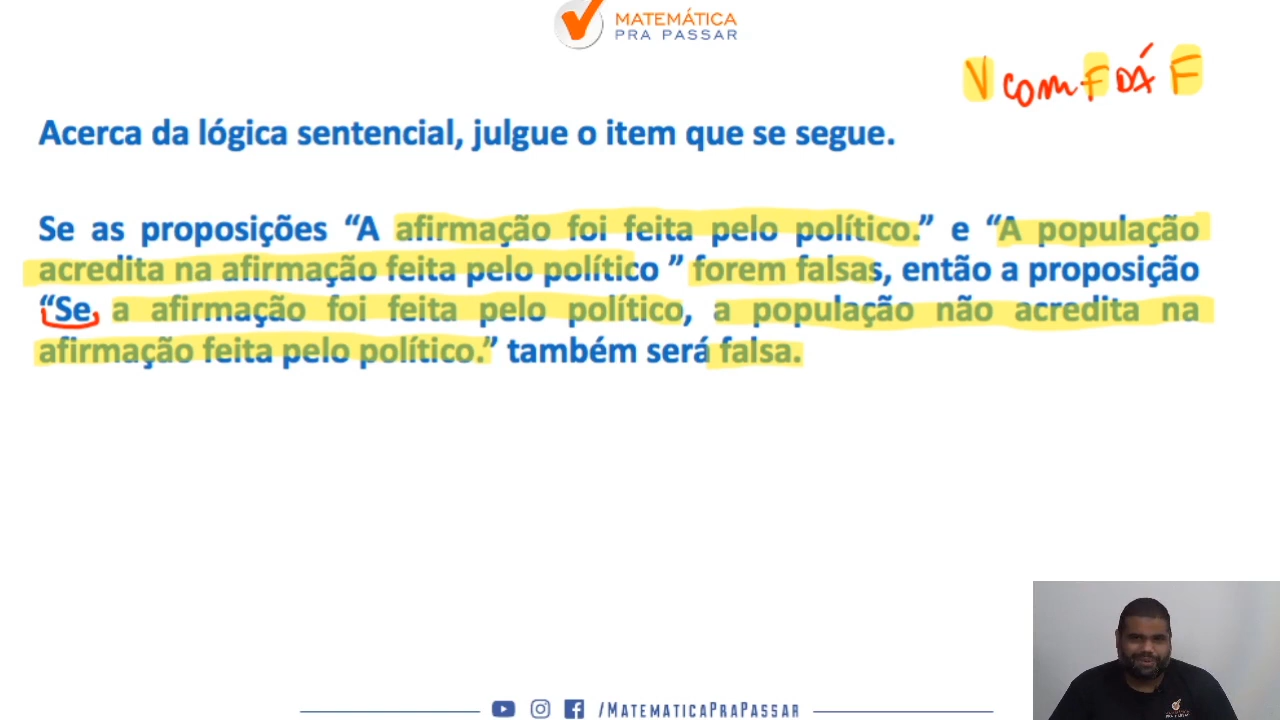 MATEMÁTICA
PRA PASSAR
V com F DÁ F
Acerca da lógica sentencial, julgue o item que se segue.
Se as proposições “A afirmação foi feita pelo político.” e “A população
acredita na afirmação feita pelo político ” forem falsas, então a proposição
“Se, a afirmação foi feita pelo político, a população não acredita na
afirmação feita pelo político.” também será falsa.
/MATEMATICAPRAPASSAR